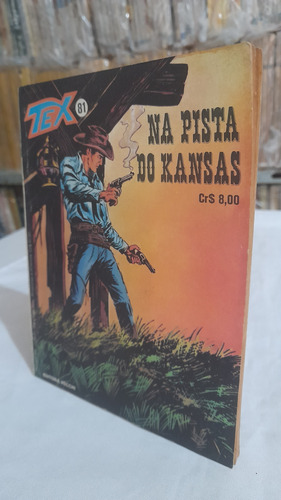 TEX
81
NA PISTA
DO KANSAS
Cr$ 8,00